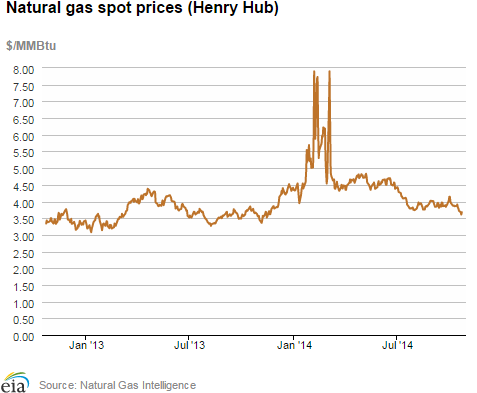 Natural gas spot prices (Henry Hub)
$/MMBtu
8.00
7.50
7.00
6.50
6.00
5.50
5.00
4.50
4.00
3.50
3.00
2.50
2.00
1.50
1.00
0.50
0.00
Jan '13
Jul '13
Jan '14
Jul '14
eia
Source: Natural Gas Intelligence